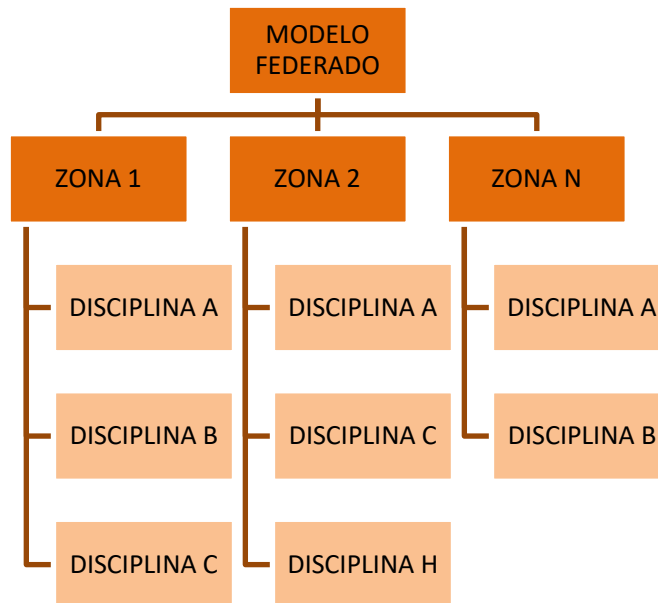 MODELO
FEDERADO
ZONA 1
ZONA 2
ZONA N
DISCIPLINA A
DISCIPLINA A
DISCIPLINA A
DISCIPLINA B
DISCIPLINA C
DISCIPLINA B
DISCIPLINA C
DISCIPLINA H